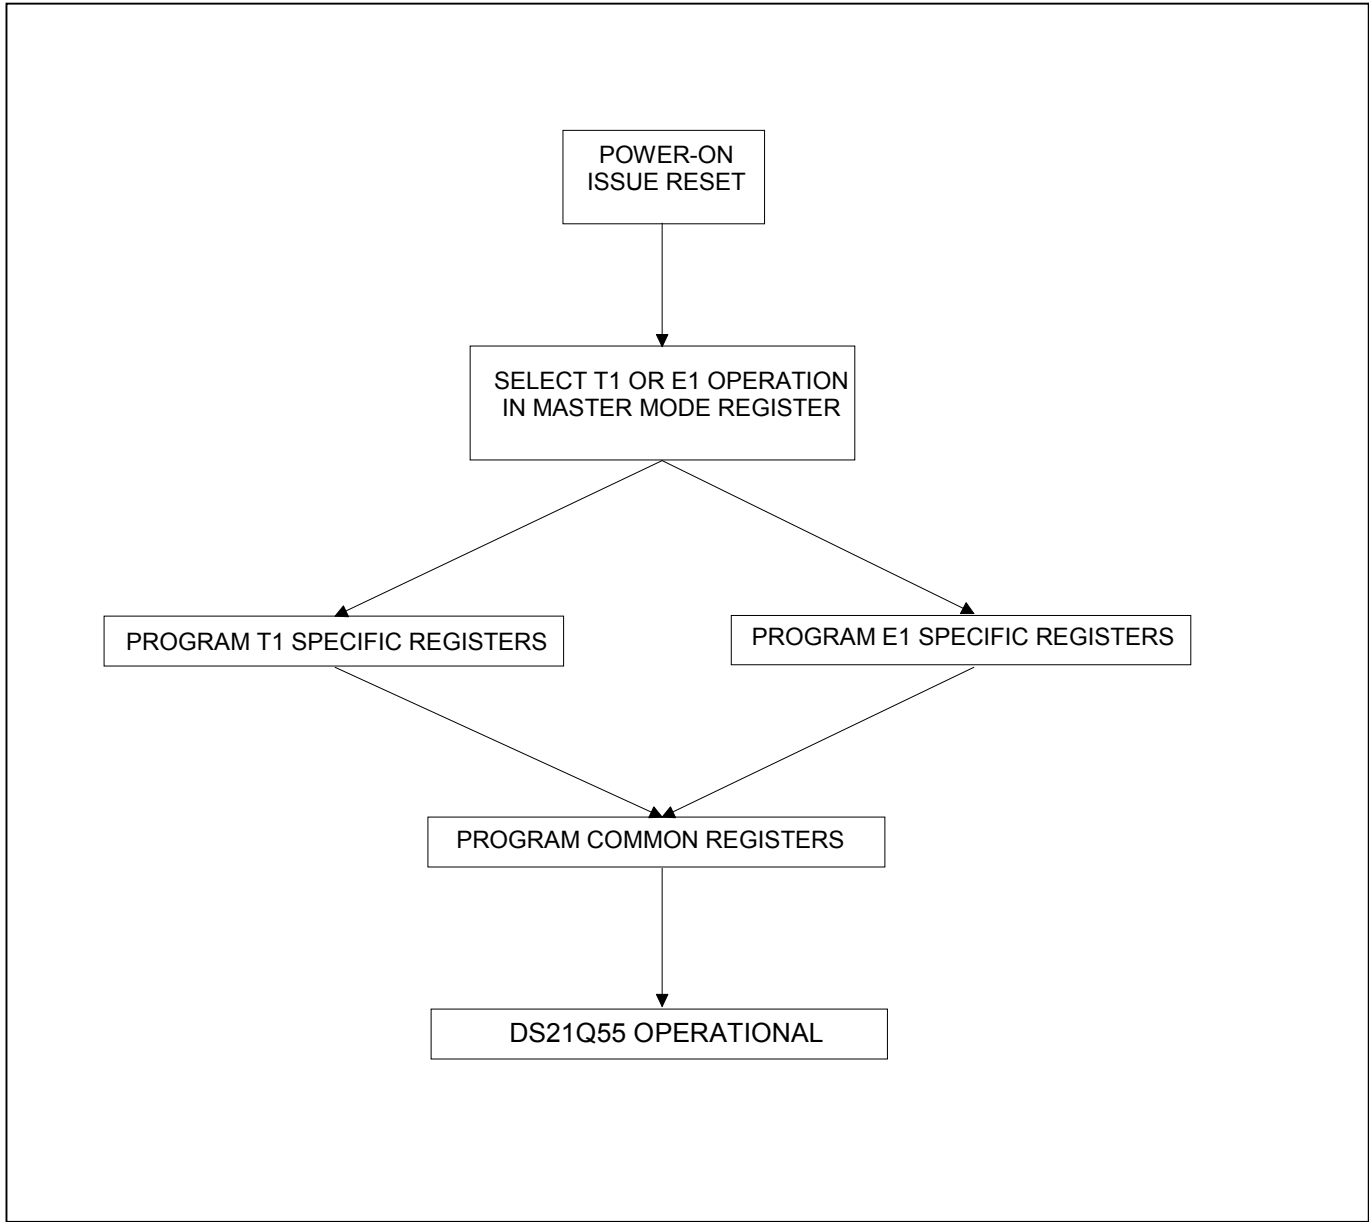 POWER-ON
ISSUE RESET
SELECT T1 OR E1 OPERATION
IN MASTER MODE REGISTER
PROGRAM T1 SPECIFIC REGISTERS
PROGRAM E1 SPECIFIC REGISTERS
PROGRAM COMMON REGISTERS
DS21Q55 OPERATIONAL